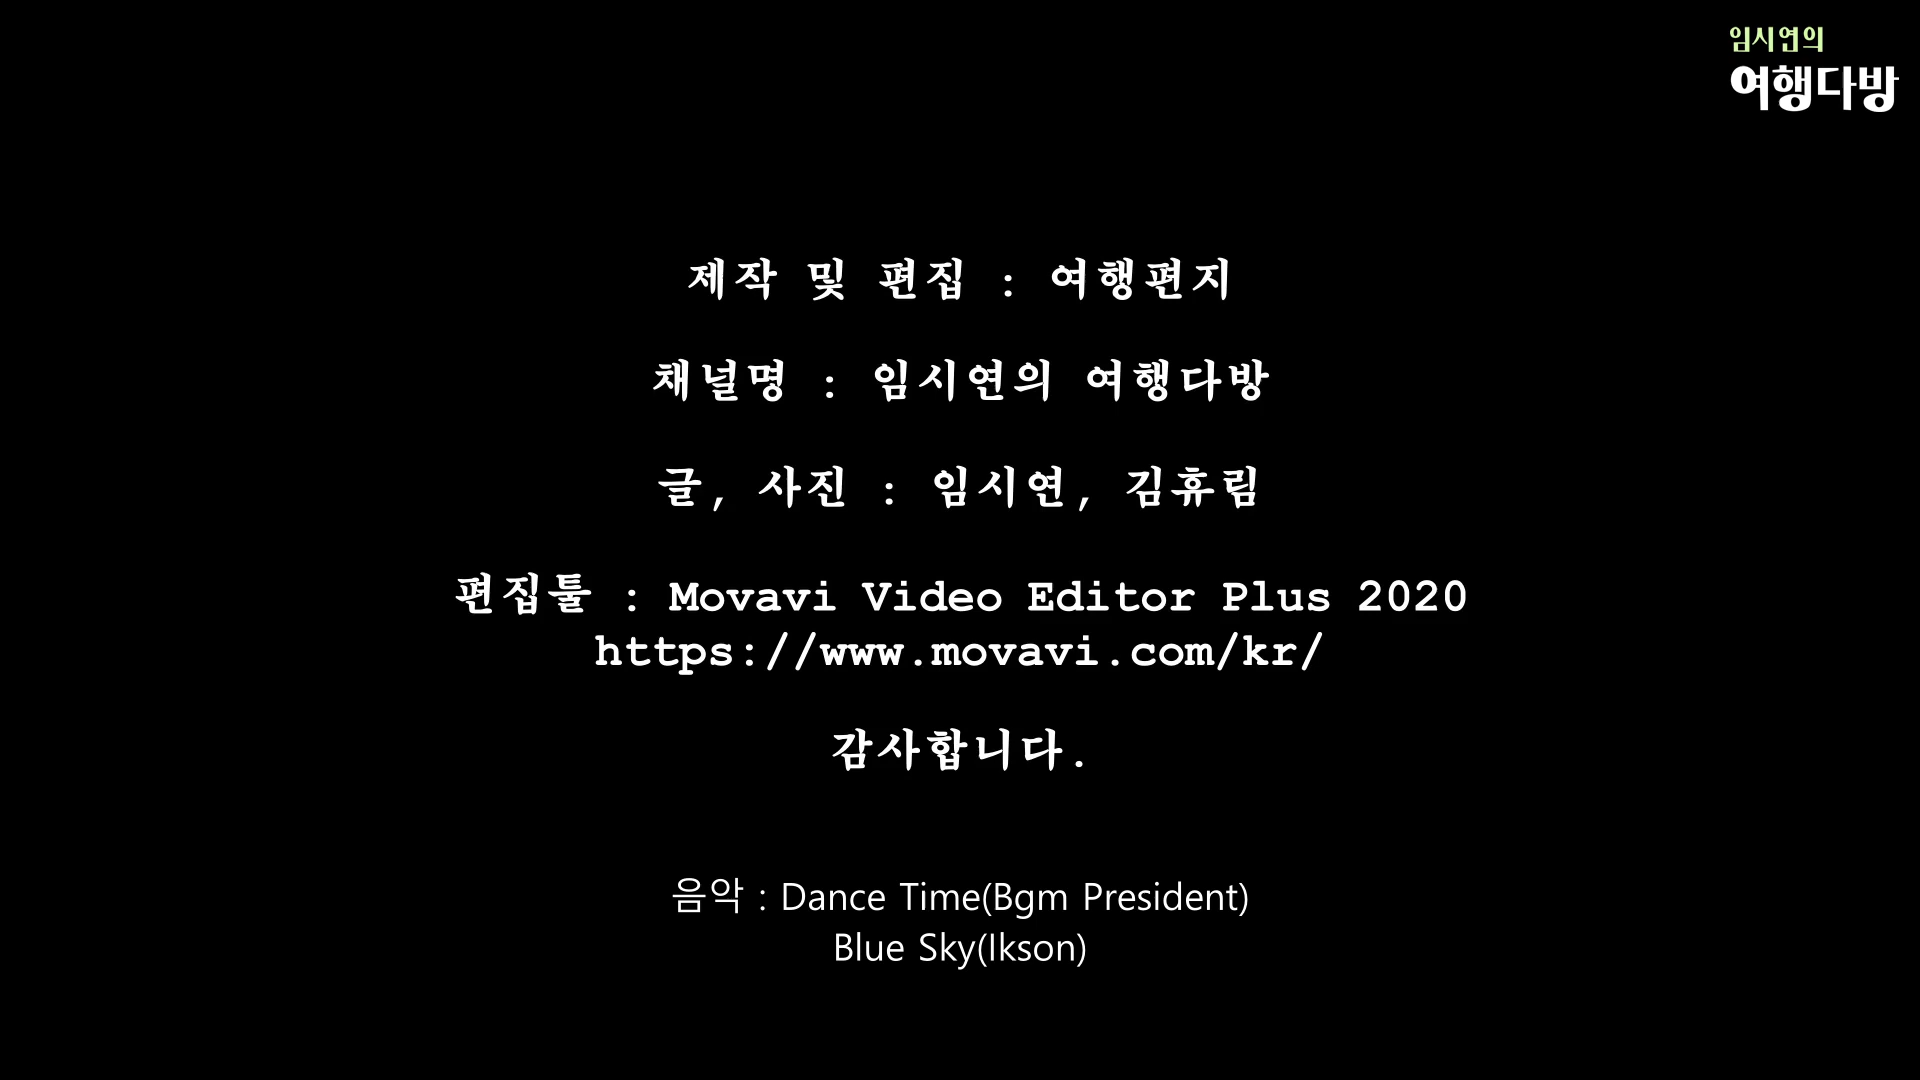 임시연의
여행다방
제작 및 편집 : 여행편지
채널명 : 임시연의 여행다방
글, 사진 : 임시연, 김휴림
편집툴 : Movavi Video Editor Plus 2020
https://www.movavi.com/kr/
감사합니다.
음악 : Dance Time(Bgm President)
Blue Sky(Ikson)